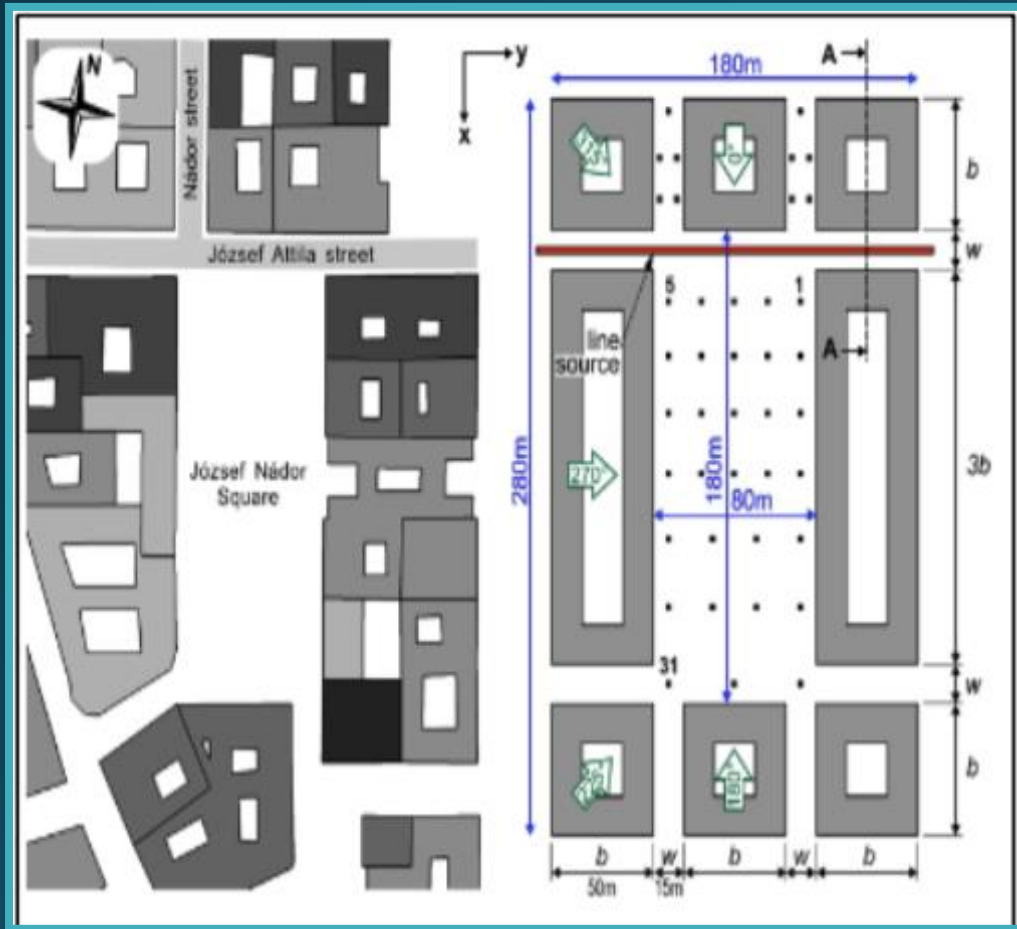 N
Nádor street
József Attila street
József Nádor
Square
y
x
180m
A
A
313°
0°
b
w
5
1
line
source
280m
270°
180m
80m
3b
31
w
180°
b
b
w
b
w
b
50m
15m